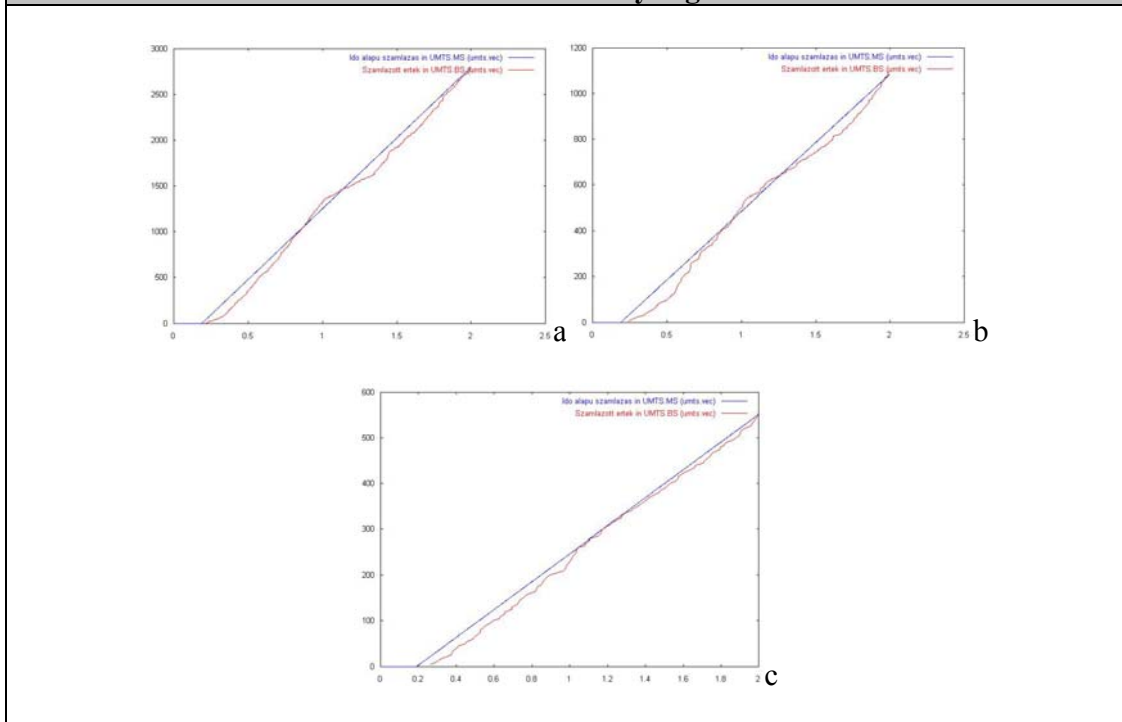 3000
2500
2000
1500
1000
500
0
0 0.5 1 1.5 2 2.5
Ido alapu szamlazas in UMTS.MS (umts.vec)
Szamlazott ertek in UMTS.BS (umts.vec)
a
1200
1000
800
600
400
200
0
0 0.5 1 1.5 2 2.5
Ido alapu szamlazas in UMTS.MS (umts.vec)
Szamlazott ertek in UMTS.BS (umts.vec)
b
600
500
400
300
200
100
0
0 0.2 0.4 0.6 0.8 1 1.2 1.4 1.6 1.8 2
Ido alapu szamlazas in UMTS.MS (umts.vec)
Szamlazott ertek in UMTS.BS (umts.vec)
c